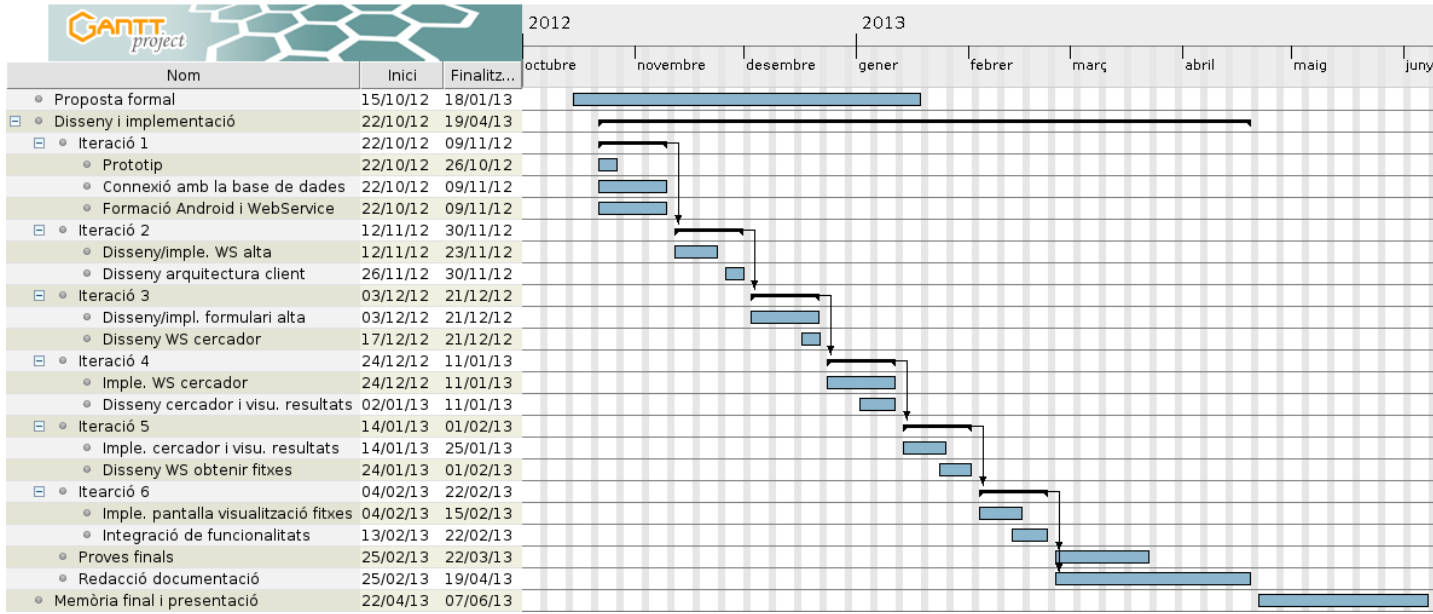 GANTT
project
2012 2013
Nom Inici Finalitz...
octubre novembre desembre gener febrer març abril maig juny
Proposta formal 15/10/12 18/01/13
Disseny i implementació 22/10/12 19/04/13
Iteració 1 22/10/12 09/11/12
Prototip 22/10/12 26/10/12
Connexió amb la base de dades 22/10/12 09/11/12
Formació Android i WebService 22/10/12 09/11/12
Iteració 2 12/11/12 30/11/12
Disseny/imple. WS alta 12/11/12 23/11/12
Disseny arquitectura client 26/11/12 30/11/12
Iteració 3 03/12/12 21/12/12
Disseny/impl. formulari alta 03/12/12 21/12/12
Disseny WS cercador 17/12/12 21/12/12
Iteració 4 24/12/12 11/01/13
Imple. WS cercador 24/12/12 11/01/13
Disseny cercador i visu. resultats 02/01/13 11/01/13
Iteració 5 14/01/13 01/02/13
Imple. cercador i visu. resultats 14/01/13 25/01/13
Disseny WS obtenir fitxes 24/01/13 01/02/13
Itearció 6 04/02/13 22/02/13
Imple. pantalla visualització fitxes 04/02/13 15/02/13
Integració de funcionalitats 13/02/13 22/02/13
Proves finals 25/02/13 22/03/13
Redacció documentació 25/02/13 19/04/13
Memòria final i presentació 22/04/13 07/06/13